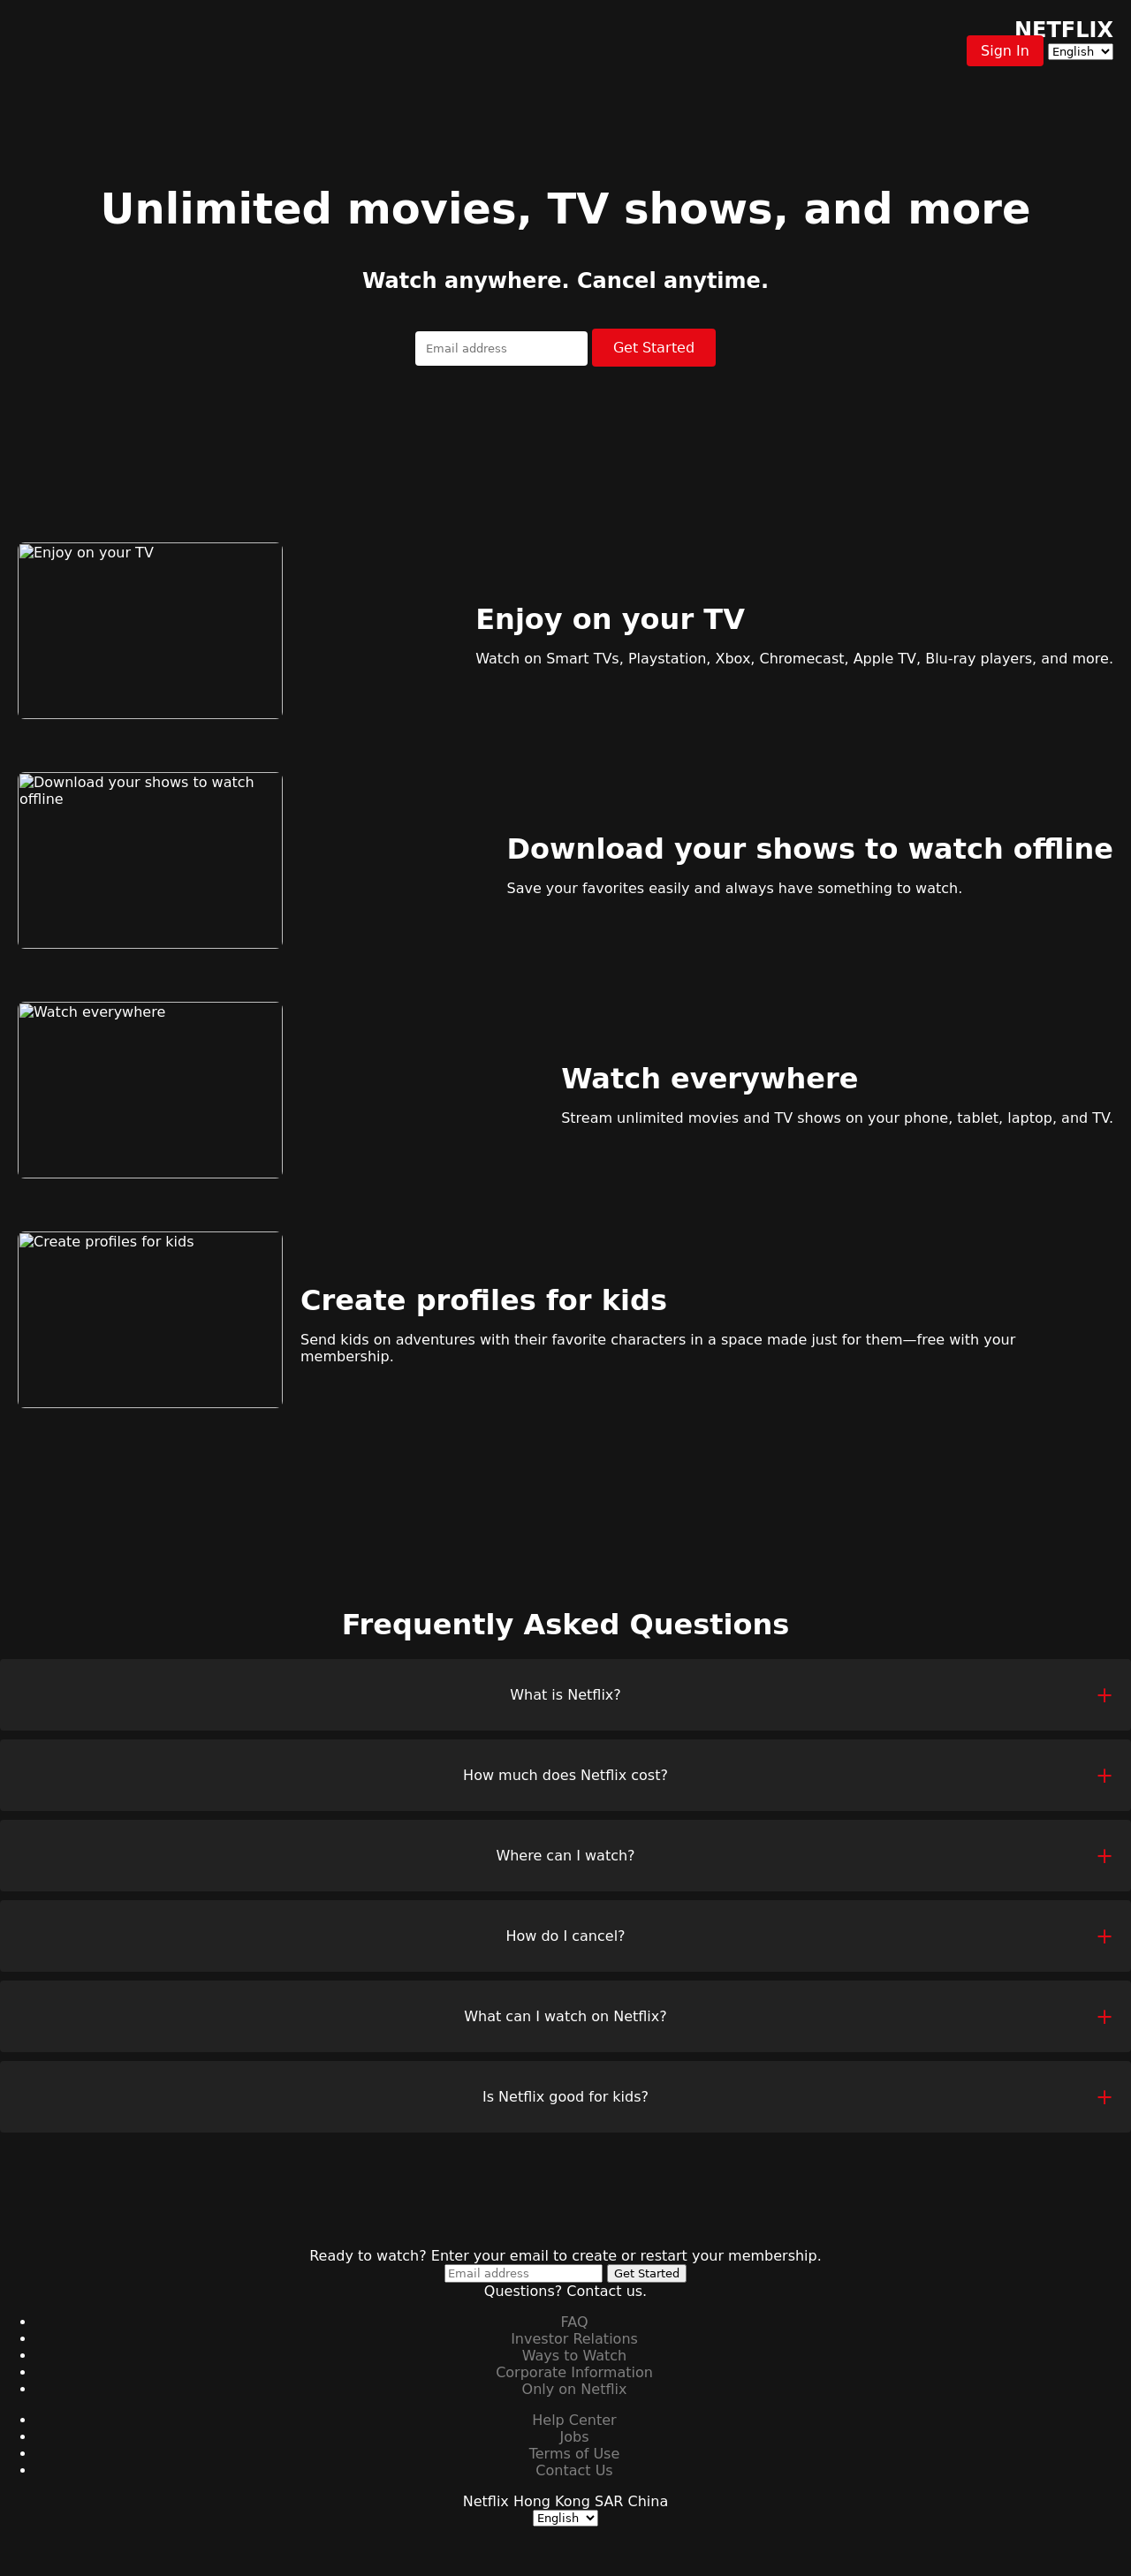 NETFLIX
Sign In English
Unlimited movies, TV shows, and more
Watch anywhere. Cancel anytime.
Email address Get Started
Enjoy on your TV
Enjoy on your TV
Watch on Smart TVs, Playstation, Xbox, Chromecast, Apple TV, Blu-ray players, and more.
Download your shows to watch
offline
Download your shows to watch offline
Save your favorites easily and always have something to watch.
Watch everywhere
Watch everywhere
Stream unlimited movies and TV shows on your phone, tablet, laptop, and TV.
Create profiles for kids
Create profiles for kids
Send kids on adventures with their favorite characters in a space made just for them—free with your
membership.
Frequently Asked Questions
What is Netflix? +
How much does Netflix cost? +
Where can I watch? +
How do I cancel? +
What can I watch on Netflix? +
Is Netflix good for kids? +
Ready to watch? Enter your email to create or restart your membership.
Email address Get Started
Questions? Contact us.
• FAQ
• Investor Relations
• Ways to Watch
• Corporate Information
• Only on Netflix
• Help Center
• Jobs
• Terms of Use
• Contact Us
Netflix Hong Kong SAR China
English